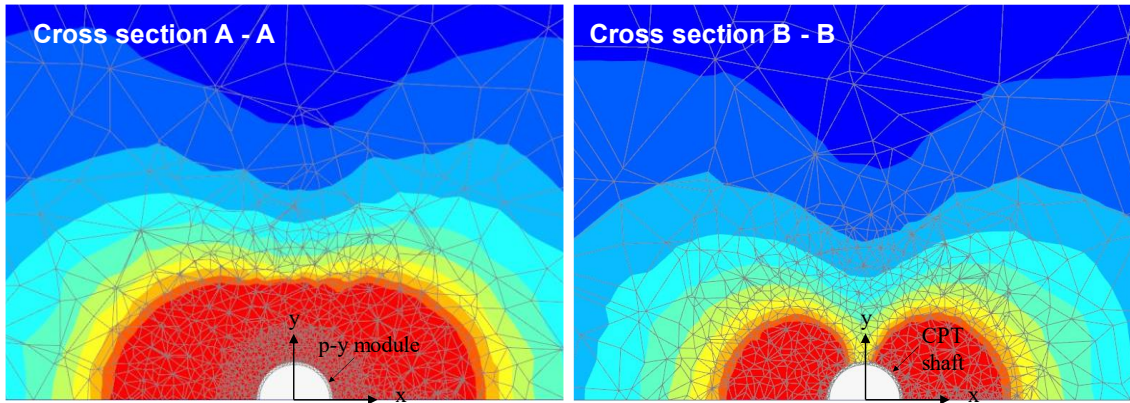 Cross section A - A
y
p-y module
x
Cross section B - B
y
CPT
shaft
x